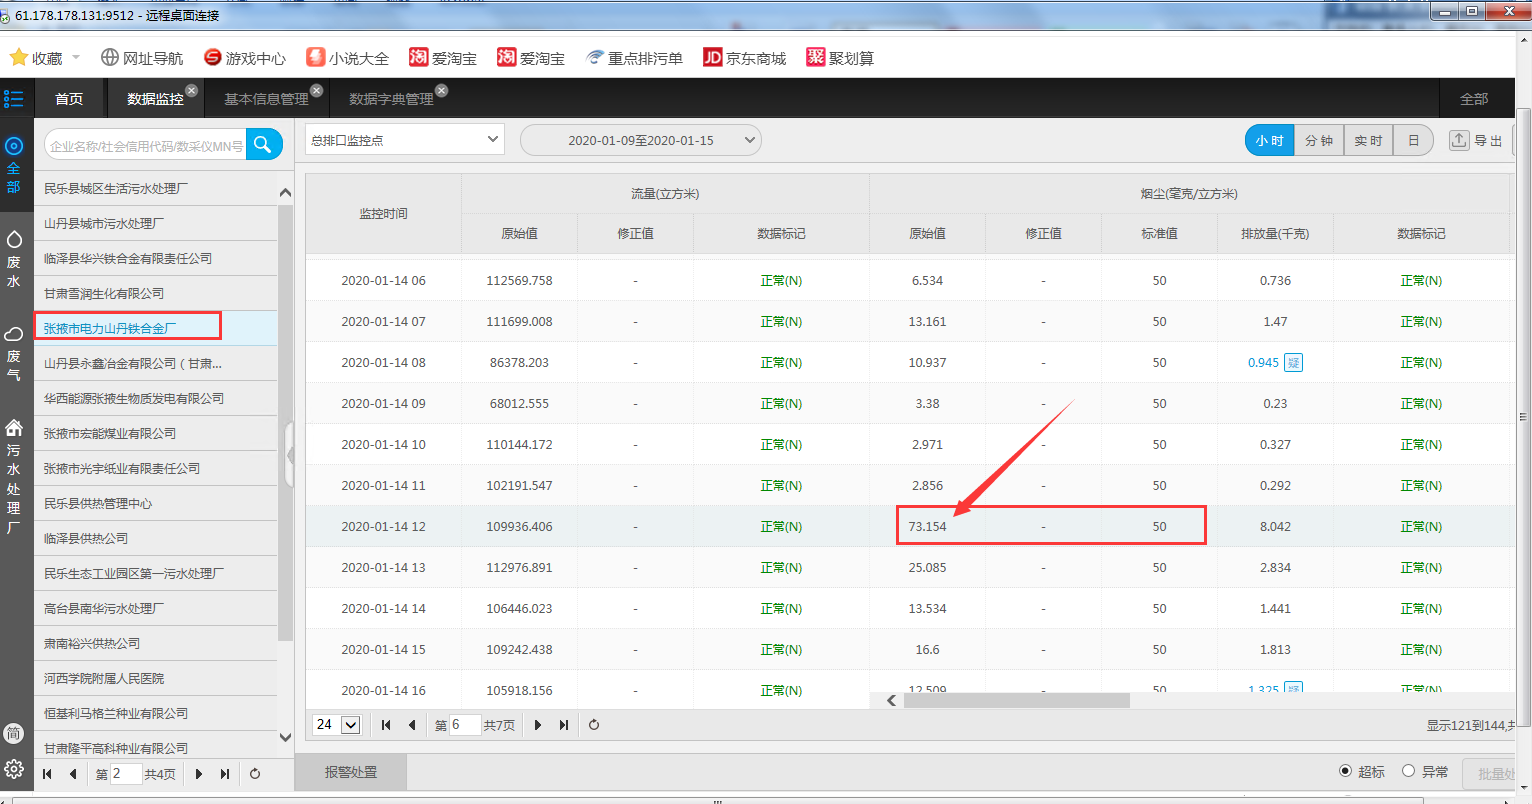 61.178.178.131:9512 - 远程桌面连接
收藏 网址导航 游戏中心 小说大全 爱淘宝 爱淘宝 重点排污单 京东商城 聚划算
首页 数据监控 基本信息管理 数据字典管理 全部
全部
废水
废气
污水处理厂
简
企业名称/社会信用代码/数采仪MN号
民乐县城区生活污水处理厂
山丹县城市污水处理厂
临泽县华兴铁合金有限责任公司
甘肃雪润生化有限公司
张掖市电力山丹铁合金厂
山丹县永鑫冶金有限公司（甘肃...
华西能源张掖生物质发电有限公司
张掖市宏能煤业有限公司
张掖市光宇纸业有限责任公司
民乐县供热管理中心
临泽县供热公司
民乐生态工业园区第一污水处理厂
高台县南华污水处理厂
肃南裕兴供热公司
河西学院附属人民医院
恒基利马格兰种业有限公司
甘肃隆平高科种业有限公司
第 2 共4页
总排口监控点 2020-01-09至2020-01-15 小时 分钟 实时 日 导出
监控时间 流量(立方米) 烟尘(毫克/立方米)
原始值 修正值 数据标记 原始值 修正值 标准值 排放量(千克) 数据标记
2020-01-14 06 112569.758 - 正常(N) 6.534 - 50 0.736 正常(N)
2020-01-14 07 111699.008 - 正常(N) 13.161 - 50 1.47 正常(N)
2020-01-14 08 86378.203 - 正常(N) 10.937 - 50 0.945 疑 正常(N)
2020-01-14 09 68012.555 - 正常(N) 3.38 - 50 0.23 正常(N)
2020-01-14 10 110144.172 - 正常(N) 2.971 - 50 0.327 正常(N)
2020-01-14 11 102191.547 - 正常(N) 2.856 - 50 0.292 正常(N)
2020-01-14 12 109936.406 - 正常(N) 73.154 - 50 8.042 正常(N)
2020-01-14 13 112976.891 - 正常(N) 25.085 - 50 2.834 正常(N)
2020-01-14 14 106446.023 - 正常(N) 13.534 - 50 1.441 正常(N)
2020-01-14 15 109242.438 - 正常(N) 16.6 - 50 1.813 正常(N)
2020-01-14 16 105918.156 - 正常(N) 12.509 - 50 1.325 疑 正常(N)
24 第 6 共7页 显示121到144,共
报警处置 超标 异常 批量处